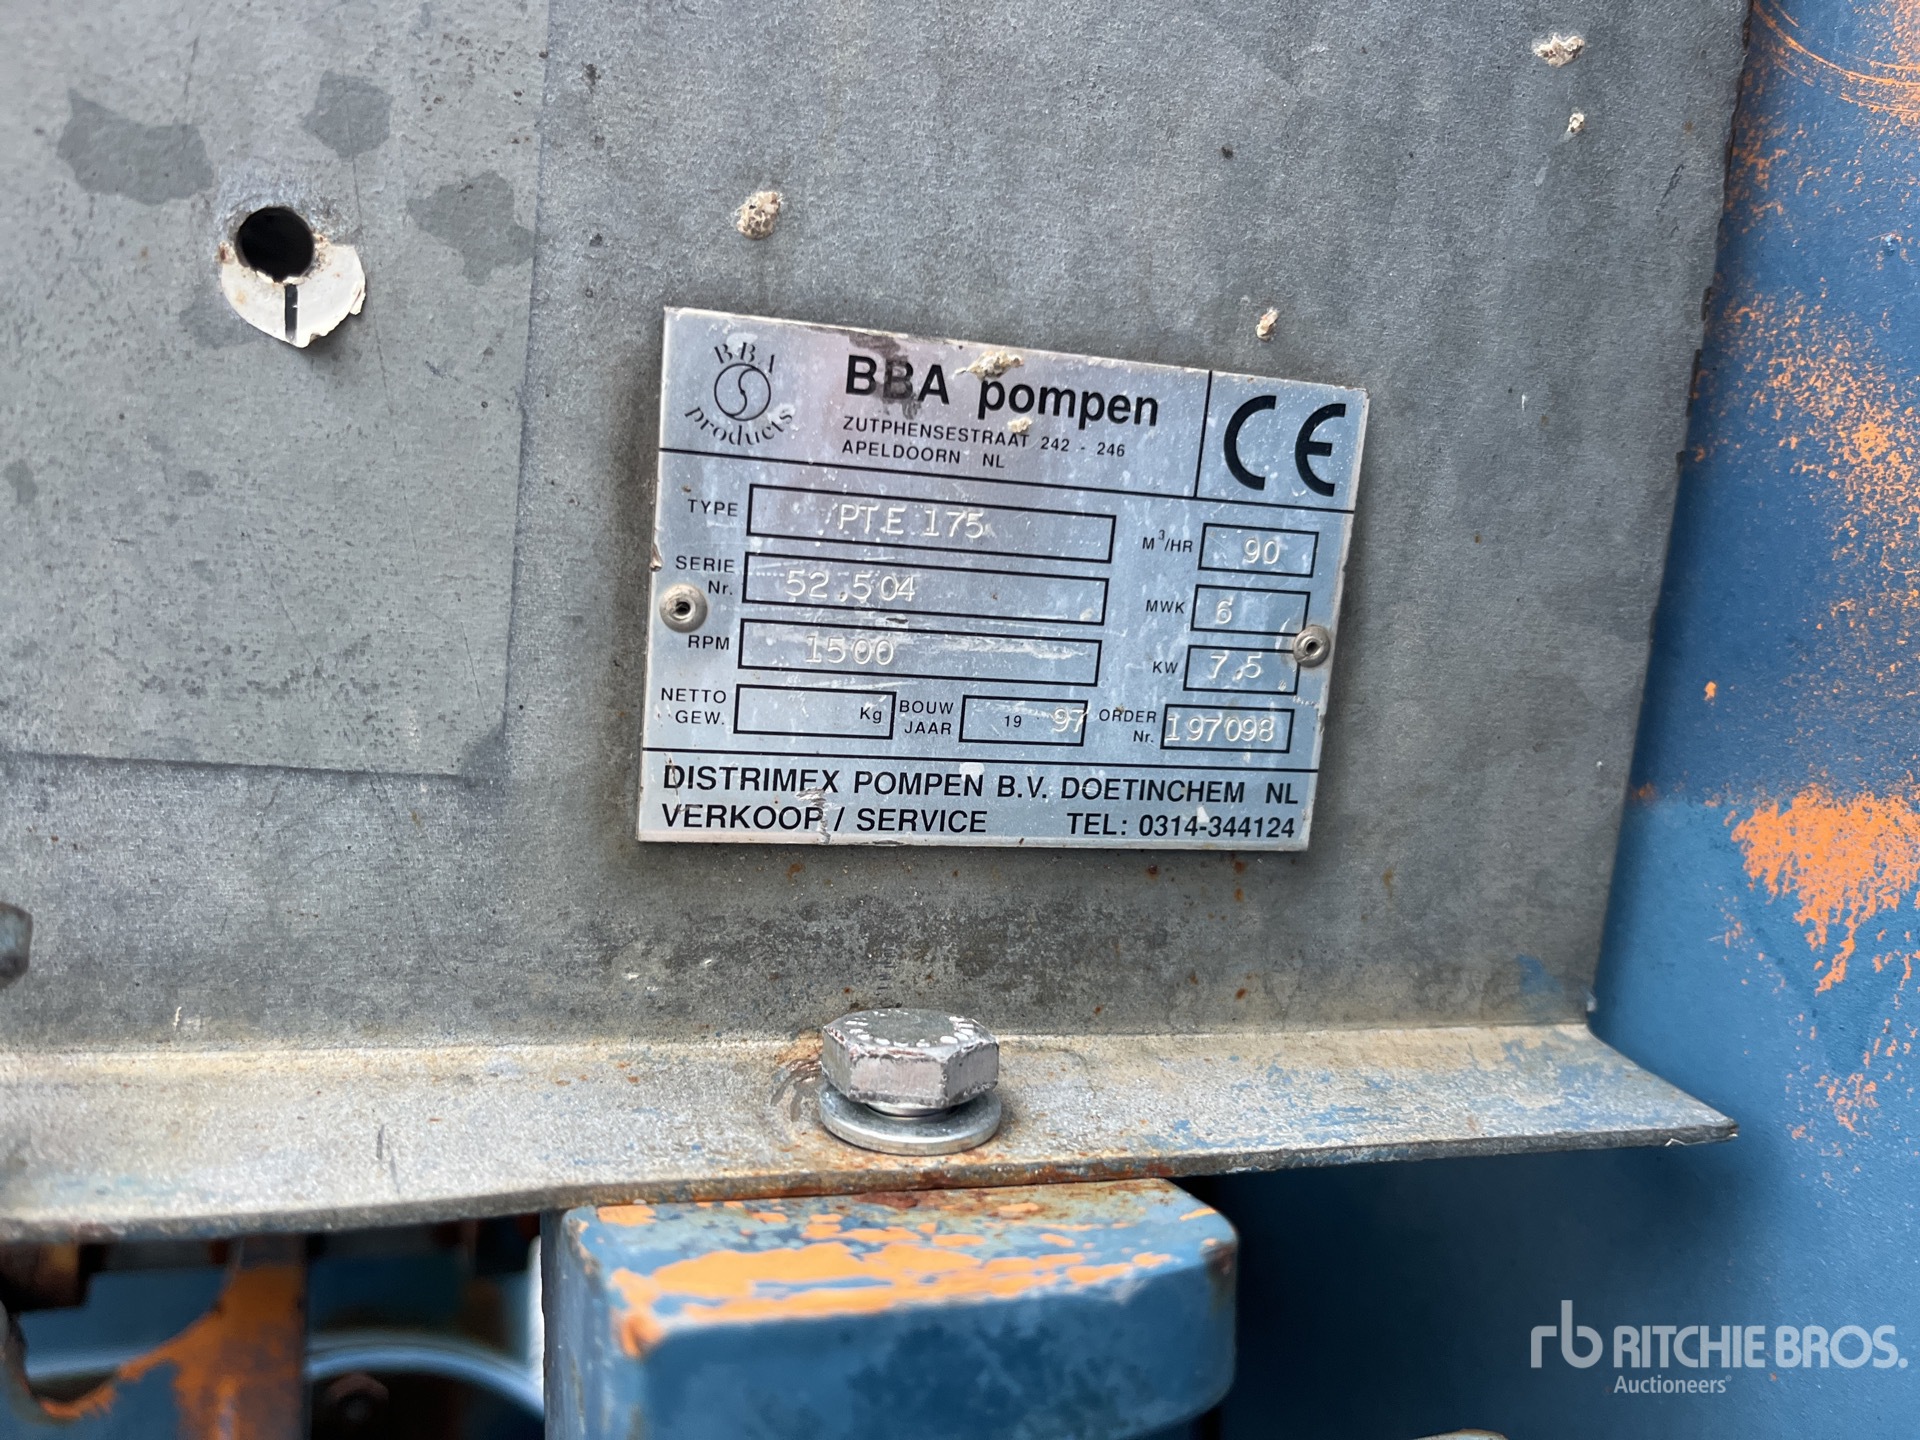 BBA products
BBA pompen
ZUTPHENSESTRAAT 242 - 246
APELDOORN NL
CE
TYPE PTE 175
M³/HR 90
SERIE Nr. 52.504
MWK 6
RPM 1500
KW 7,5
NETTO GEW. Kg
BOUW JAAR 19 97
ORDER Nr. 197098
DISTRIMEX POMPEN B.V. DOETINCHEM NL
VERKOOP / SERVICE TEL: 0314-344124
rb RITCHIE BROS.
Auctioneers